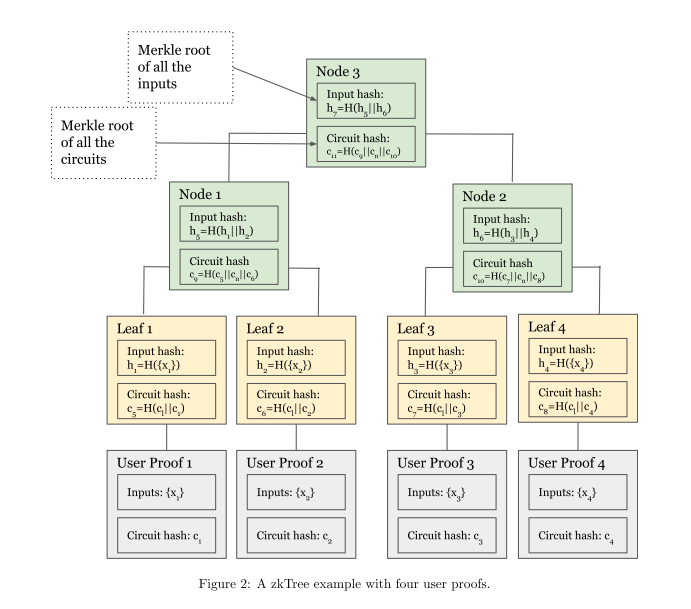 Merkle root
of all the
inputs
Merkle root
of all the
circuits
Node 3
Input hash:
h₇=H(h₅||h₆)
Circuit hash:
c₁₁=H(c₉||cₙ||c₁₀)
Node 1
Input hash:
h₅=H(h₁||h₂)
Circuit hash
c₉=H(c₅||cₙ||c₆)
Node 2
Input hash:
h₆=H(h₃||h₄)
Circuit hash
c₁₀=H(c₇||cₙ||c₈)
Leaf 1
Input hash:
h₁=H({x₁})
Circuit hash:
c₅=H(cₗ||c₁)
Leaf 2
Input hash:
h₂=H({x₂})
Circuit hash:
c₆=H(cₗ||c₂)
Leaf 3
Input hash:
h₃=H({x₃})
Circuit hash:
c₇=H(cₗ||c₃)
Leaf 4
Input hash:
h₄=H({x₄})
Circuit hash:
c₈=H(cₗ||c₄)
User Proof 1
Inputs: {x₁}
Circuit hash: c₁
User Proof 2
Inputs: {x₂}
Circuit hash: c₂
User Proof 3
Inputs: {x₃}
Circuit hash: c₃
User Proof 4
Inputs: {x₄}
Circuit hash: c₄
Figure 2: A zkTree example with four user proofs.